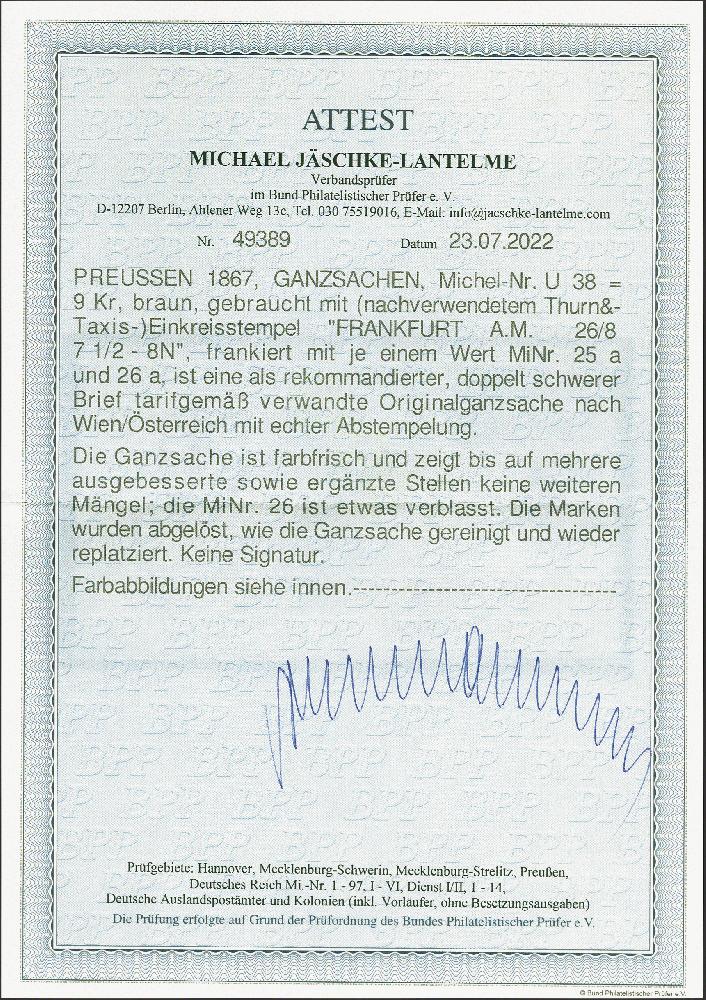 ATTEST
MICHAEL JÄSCHKE-LANTELME
Verbandsprüfer
im Bund Philatelistischer Prüfer e. V.
D-12207 Berlin, Ahlener Weg 13c, Tel. 030 75519016, E-Mail: info@jaeschke-lantelme.com
Nr. 49389 Datum 23.07.2022
PREUSSEN 1867, GANZSACHEN, Michel-Nr. U 38 =
9 Kr, braun, gebraucht mit (nachverwendetem Thurn&-
Taxis-)Einkreisstempel "FRANKFURT A.M. 26/8
7 1/2 - 8N", frankiert mit je einem Wert MiNr. 25 a
und 26 a, ist eine als rekommandierter, doppelt schwerer
Brief tarifgemäß verwandte Originalganzsache nach
Wien/Österreich mit echter Abstempelung.
Die Ganzsache ist farbfrisch und zeigt bis auf mehrere
ausgebesserte sowie ergänzte Stellen keine weiteren
Mängel; die MiNr. 26 ist etwas verblasst. Die Marken
wurden abgelöst, wie die Ganzsache gereinigt und wieder
replatziert. Keine Signatur.
Farbabbildungen siehe innen.----------------------------------
Prüfgebiete: Hannover, Mecklenburg-Schwerin, Mecklenburg-Strelitz, Preußen,
Deutsches Reich Mi.-Nr. 1 - 97, I - VI, Dienst I/II, 1 - 14,
Deutsche Auslandspostämter und Kolonien (inkl. Vorläufer, ohne Besetzungsausgaben)
Die Prüfung erfolgte auf Grund der Prüfordnung des Bundes Philatelistischer Prüfer e.V.
© Bund Philatelistischer Prüfer e.V.